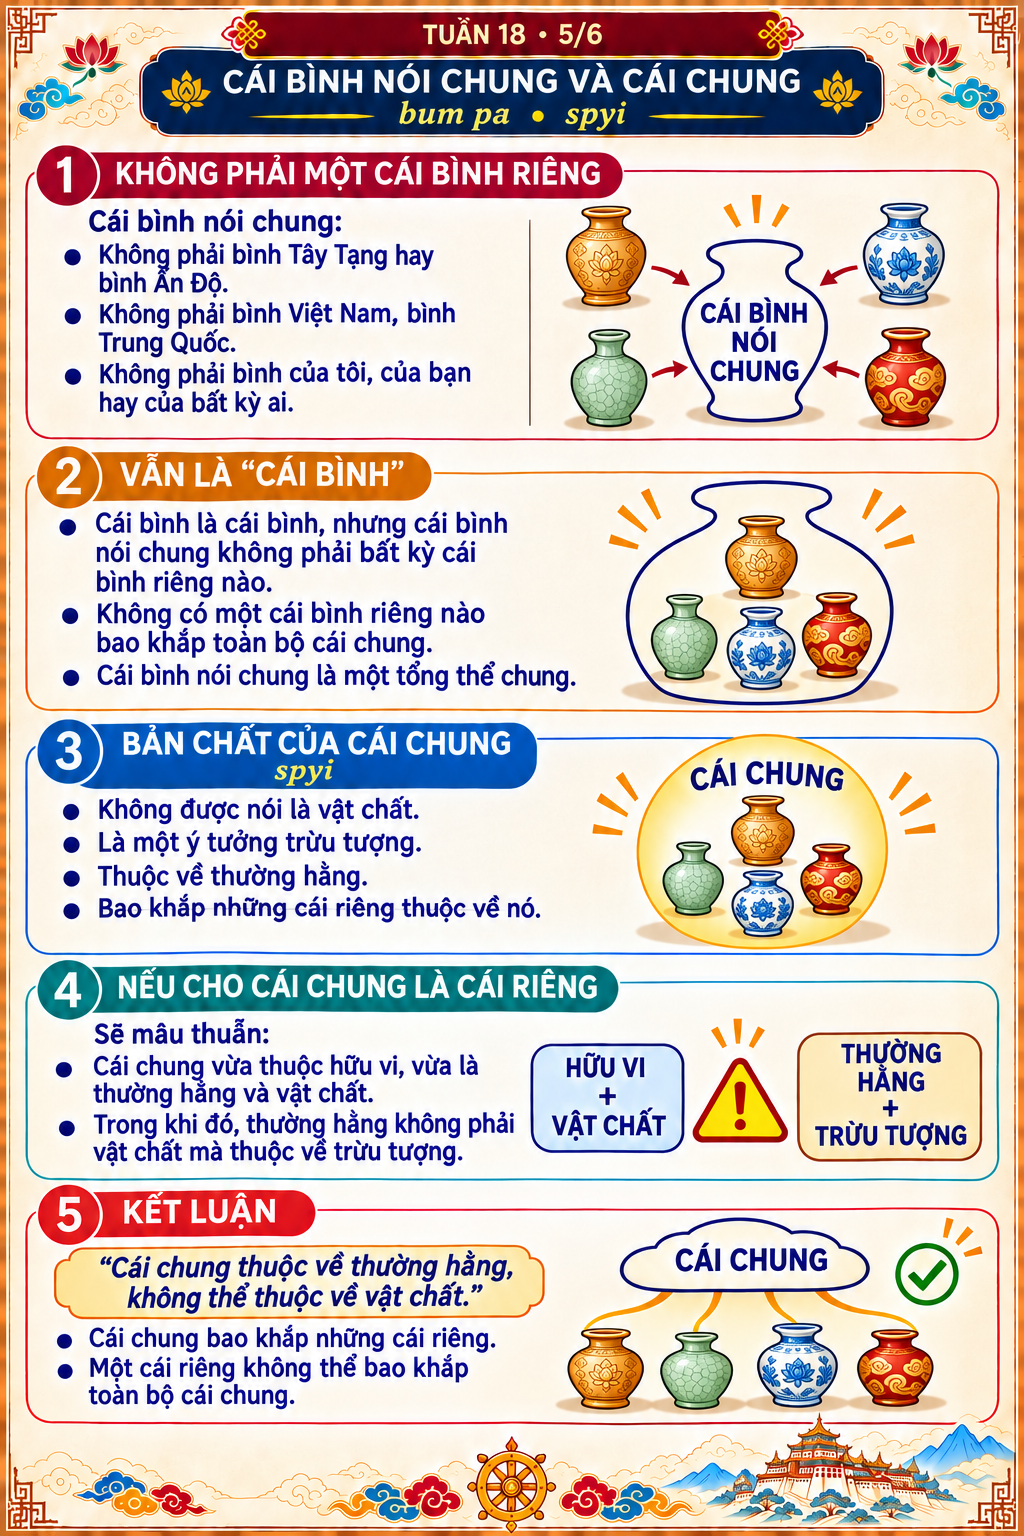 TUẦN 18 • 5/6
CÁI BÌNH NÓI CHUNG VÀ CÁI CHUNG
bum pa • spyi
1 KHÔNG PHẢI MỘT CÁI BÌNH RIÊNG
Cái bình nói chung:
• Không phải bình Tây Tạng hay
bình Ấn Độ.
• Không phải bình Việt Nam, bình
Trung Quốc.
• Không phải bình của tôi, của bạn
hay của bất kỳ ai.
CÁI BÌNH
NÓI
CHUNG
2 VẪN LÀ “CÁI BÌNH”
• Cái bình là cái bình, nhưng cái bình
nói chung không phải bất kỳ cái
bình riêng nào.
• Không có một cái bình riêng nào
bao khắp toàn bộ cái chung.
• Cái bình nói chung là một tổng thể chung.
3 BẢN CHẤT CỦA CÁI CHUNG
spyi
• Không được nói là vật chất.
• Là một ý tưởng trừu tượng.
• Thuộc về thường hằng.
• Bao khắp những cái riêng thuộc về nó.
CÁI CHUNG
4 NẾU CHO CÁI CHUNG LÀ CÁI RIÊNG
Sẽ mâu thuẫn:
• Cái chung vừa thuộc hữu vi, vừa là
thường hằng và vật chất.
• Trong khi đó, thường hằng không phải
vật chất mà thuộc về trừu tượng.
HỮU VI
+
VẬT CHẤT
THƯỜNG
HẰNG
+
TRỪU TƯỢNG
5 KẾT LUẬN
“Cái chung thuộc về thường hằng,
không thể thuộc về vật chất.”
• Cái chung bao khắp những cái riêng.
• Một cái riêng không thể bao khắp
toàn bộ cái chung.
CÁI CHUNG